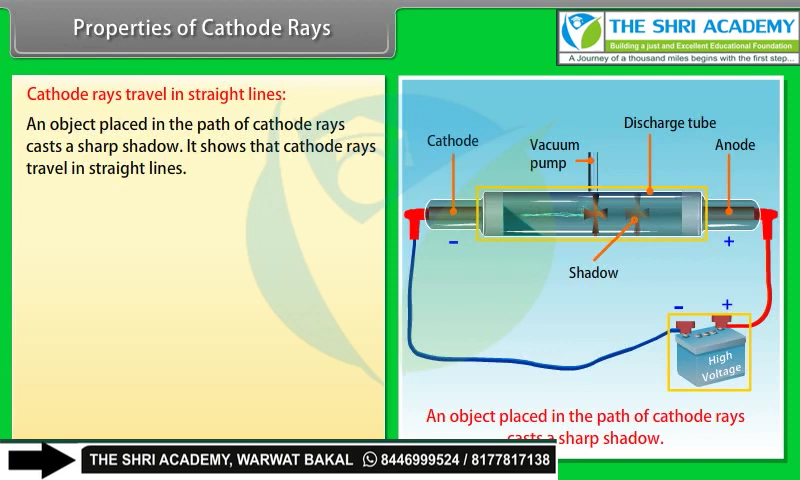 Properties of Cathode Rays
THE SHRI ACADEMY
Building a just and Excellent Educational Foundation
A Journey of a thousand miles begins with the first step...
Cathode rays travel in straight lines:
An object placed in the path of cathode rays
casts a sharp shadow. It shows that cathode rays
travel in straight lines.
Discharge tube
Cathode
Vacuum
pump
Anode
-
+
Shadow
-
+
High
Voltage
An object placed in the path of cathode rays
casts a sharp shadow.
THE SHRI ACADEMY, WARWAT BAKAL 8446999524 / 8177817138